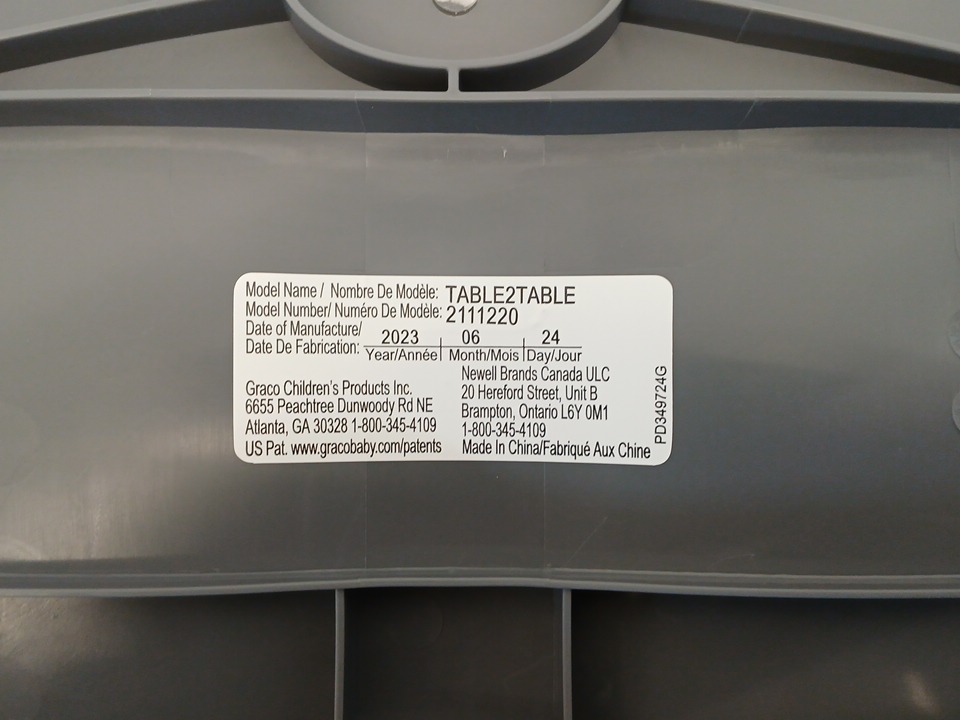 Model Name / Nombre De Modèle: TABLE2TABLE
Model Number/ Numéro De Modèle: 2111220
Date of Manufacture/
Date De Fabrication: 2023 06 24
Year/Année Month/Mois Day/Jour
Graco Children's Products Inc.
6655 Peachtree Dunwoody Rd NE
Atlanta, GA 30328 1-800-345-4109
US Pat. www.gracobaby.com/patents
Newell Brands Canada ULC
20 Hereford Street, Unit B
Brampton, Ontario L6Y 0M1
1-800-345-4109
Made In China/Fabriqué Aux Chine
PD349724G